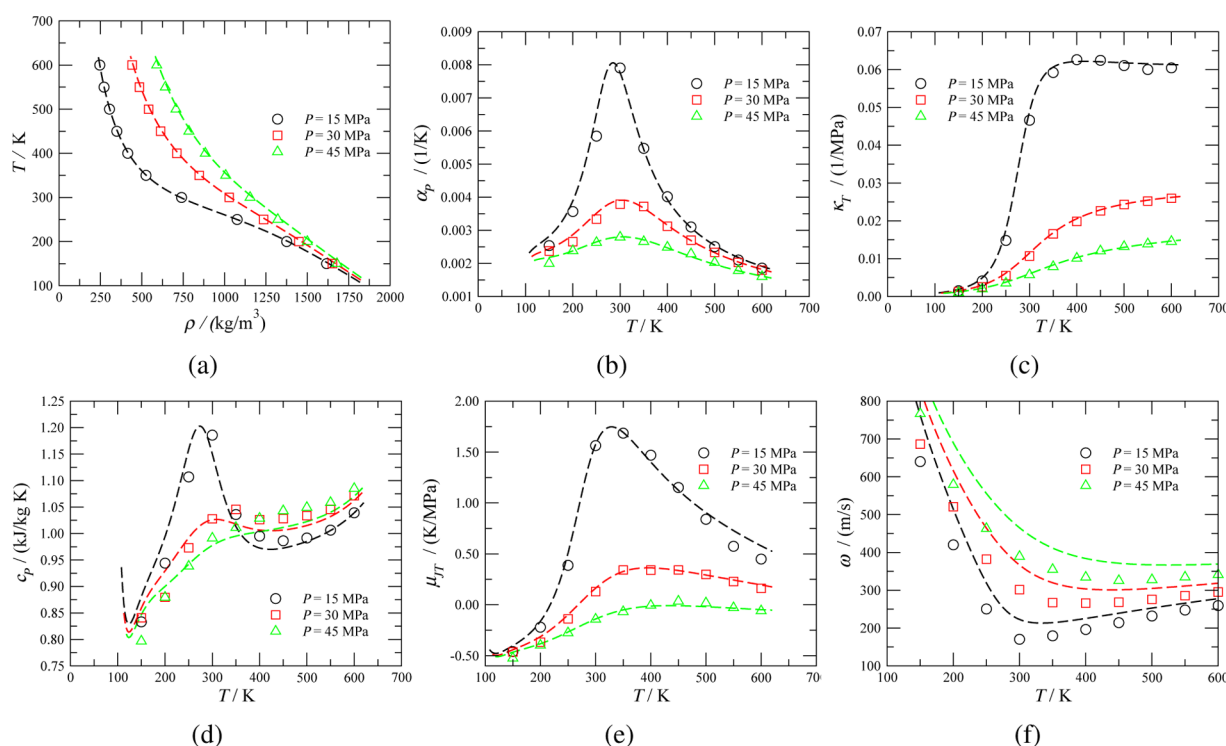 700
600
500
400
300
200
100
0 250 500 750 1000 1250 1500 1750 2000
T / K
ρ / (kg/m³)
P = 15 MPa
P = 30 MPa
P = 45 MPa
(a)
0.009
0.008
0.007
0.006
0.005
0.004
0.003
0.002
0.001
0 100 200 300 400 500 600 700
α_P / (1/K)
T / K
P = 15 MPa
P = 30 MPa
P = 45 MPa
(b)
0.07
0.06
0.05
0.04
0.03
0.02
0.01
0.00
0 100 200 300 400 500 600 700
κ_T / (1/MPa)
T / K
P = 15 MPa
P = 30 MPa
P = 45 MPa
(c)
1.25
1.20
1.15
1.10
1.05
1.00
0.95
0.90
0.85
0.80
0.75
0 100 200 300 400 500 600 700
c_P / (kJ/kg K)
T / K
P = 15 MPa
P = 30 MPa
P = 45 MPa
(d)
2.00
1.50
1.00
0.50
0.00
-0.50
100 200 300 400 500 600 700
μ_JT / (K/MPa)
T / K
P = 15 MPa
P = 30 MPa
P = 45 MPa
(e)
800
700
600
500
400
300
200
100
100 200 300 400 500 600
ω / (m/s)
T / K
P = 15 MPa
P = 30 MPa
P = 45 MPa
(f)